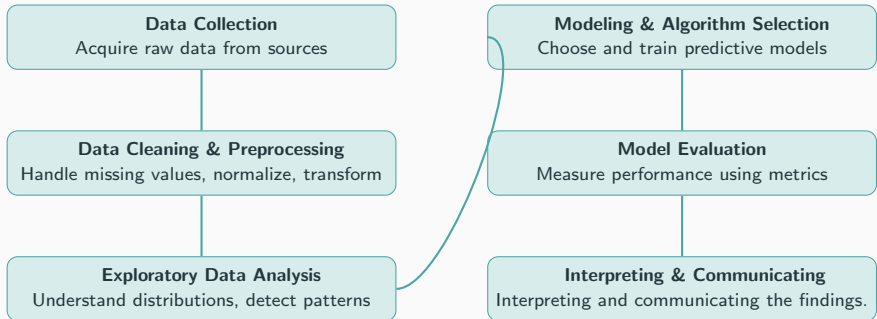 Data Collection
Acquire raw data from sources
Data Cleaning & Preprocessing
Handle missing values, normalize, transform
Exploratory Data Analysis
Understand distributions, detect patterns
Modeling & Algorithm Selection
Choose and train predictive models
Model Evaluation
Measure performance using metrics
Interpreting & Communicating
Interpreting and communicating the findings.